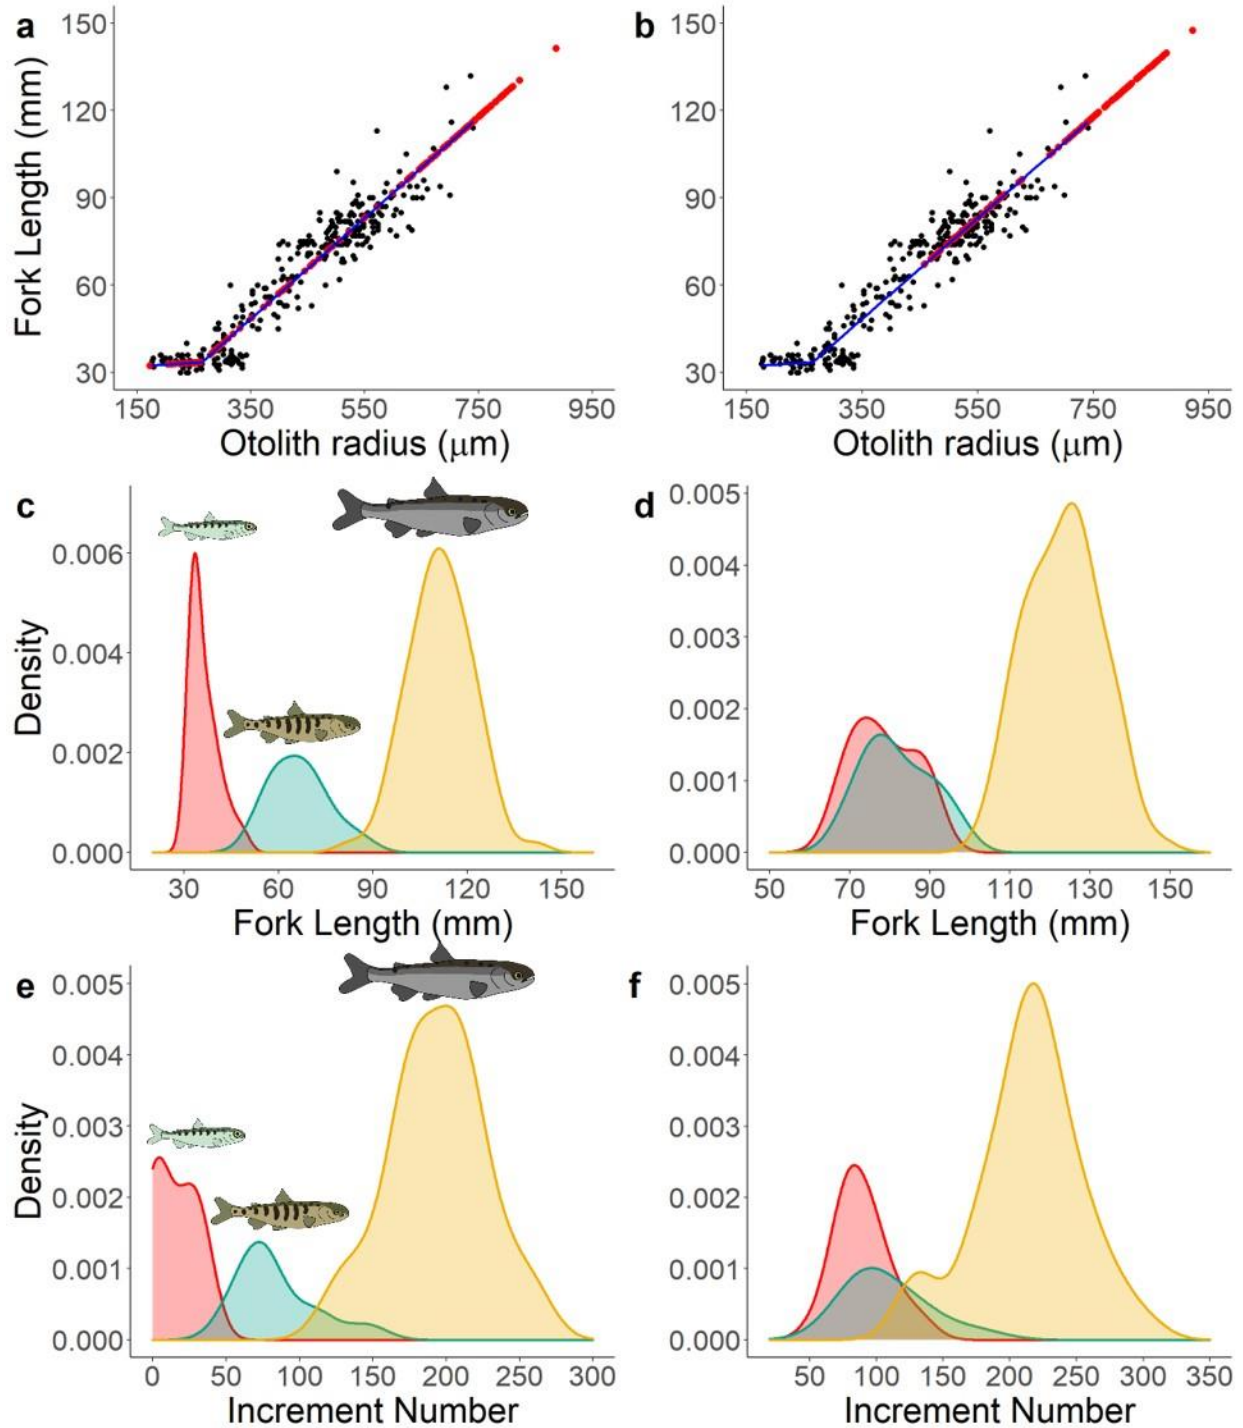 a
b
150
120
90
60
30
Fork Length (mm)
150 350 550 750 950
Otolith radius (μm)
150
120
90
60
30
150 350 550 750 950
Otolith radius (μm)
c
d
0.006
0.004
0.002
0.000
Density
30 60 90 120 150
Fork Length (mm)
0.005
0.004
0.003
0.002
0.001
0.000
50 70 90 110 130 150
Fork Length (mm)
e
f
0.005
0.004
0.003
0.002
0.001
0.000
Density
0 50 100 150 200 250 300
Increment Number
0.005
0.004
0.003
0.002
0.001
0.000
50 100 150 200 250 300 350
Increment Number